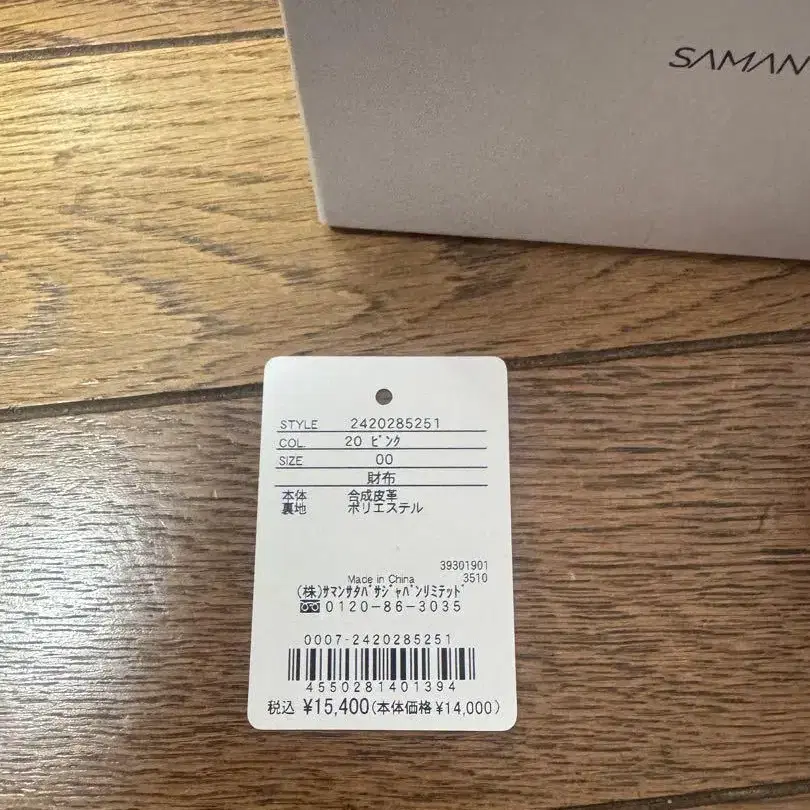 SAMAN
STYLE 2420285251
COL. 20 ﾋﾟﾝｸ
SIZE 00
財布
本体 合成皮革
裏地 ポリエステル
39301901
Made in China 3510
(株)ｻﾏﾝｻﾀﾊﾞｻｼﾞｬﾊﾟﾝﾘﾐﾃｯﾄﾞ
0120-86-3035
0007-2420285251
4550281401394
税込 ¥15,400(本体価格¥14,000)